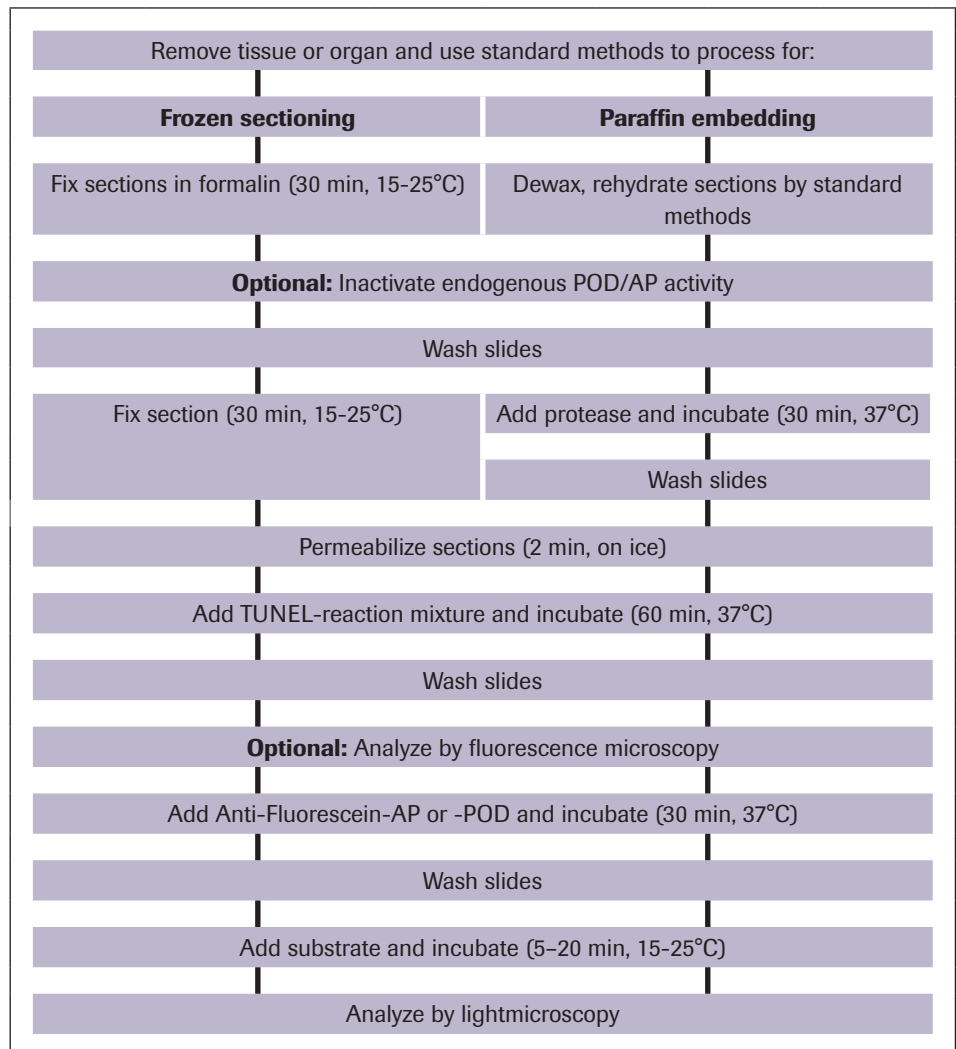 Remove tissue or organ and use standard methods to process for:
Frozen sectioning
Paraffin embedding
Fix sections in formalin (30 min, 15-25°C)
Dewax, rehydrate sections by standard
methods
Optional: Inactivate endogenous POD/AP activity
Wash slides
Fix section (30 min, 15-25°C)
Add protease and incubate (30 min, 37°C)
Wash slides
Permeabilize sections (2 min, on ice)
Add TUNEL-reaction mixture and incubate (60 min, 37°C)
Wash slides
Optional: Analyze by fluorescence microscopy
Add Anti-Fluorescein-AP or -POD and incubate (30 min, 37°C)
Wash slides
Add substrate and incubate (5–20 min, 15-25°C)
Analyze by lightmicroscopy